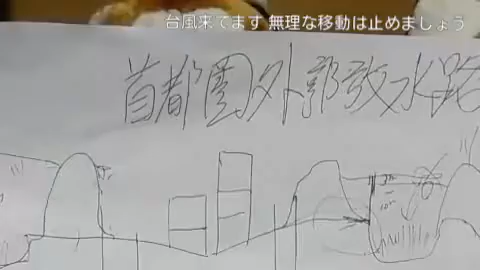 台風来てます 無理な移動は止めましょう
首都圏外郭放水路